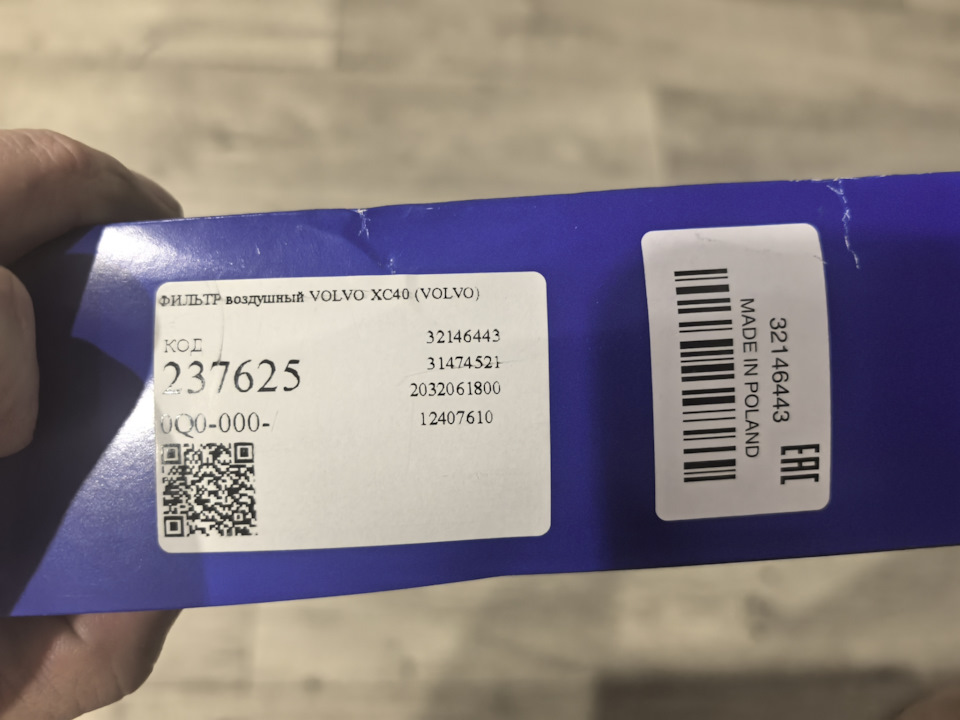 ФИЛЬТР воздушный VOLVO XC40 (VOLVO)
КОД
237625
0Q0-000-
32146443
31474521
2032061800
12407610
32146443
MADE IN POLAND
EAC